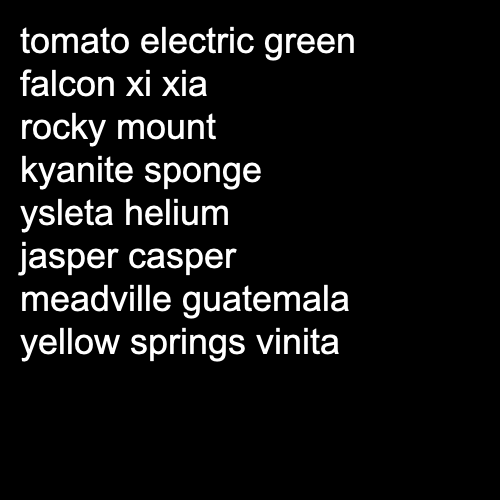 tomato electric green
falcon xi xia
rocky mount
kyanite sponge
ysleta helium
jasper casper
meadville guatemala
yellow springs vinita